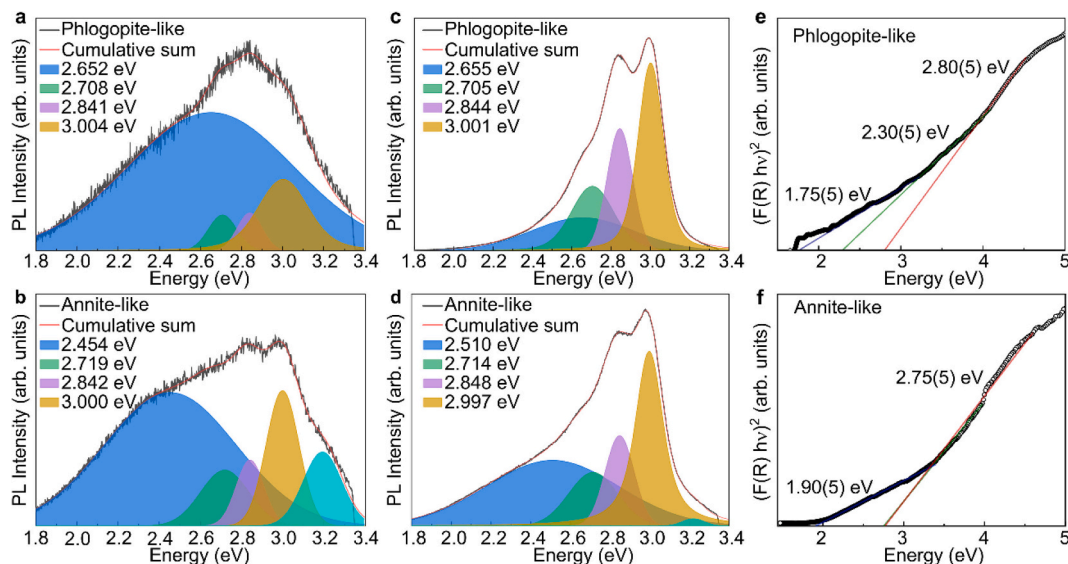 a
Phlogopite-like
Cumulative sum
2.652 eV
2.708 eV
2.841 eV
3.004 eV
PL Intensity (arb. units)
1.8 2.0 2.2 2.4 2.6 2.8 3.0 3.2 3.4
Energy (eV)
b
Annite-like
Cumulative sum
2.454 eV
2.719 eV
2.842 eV
3.000 eV
PL Intensity (arb. units)
1.8 2.0 2.2 2.4 2.6 2.8 3.0 3.2 3.4
Energy (eV)
c
Phlogopite-like
Cumulative sum
2.655 eV
2.705 eV
2.844 eV
3.001 eV
PL Intensity (arb. units)
1.8 2.0 2.2 2.4 2.6 2.8 3.0 3.2 3.4
Energy (eV)
d
Annite-like
Cumulative sum
2.510 eV
2.714 eV
2.848 eV
2.997 eV
PL Intensity (arb. units)
1.8 2.0 2.2 2.4 2.6 2.8 3.0 3.2 3.4
Energy (eV)
e
Phlogopite-like
2.80(5) eV
2.30(5) eV
1.75(5) eV
(F(R) hν)² (arb. units)
2 3 4 5
Energy (eV)
f
Annite-like
2.75(5) eV
1.90(5) eV
(F(R) hν)² (arb. units)
2 3 4 5
Energy (eV)